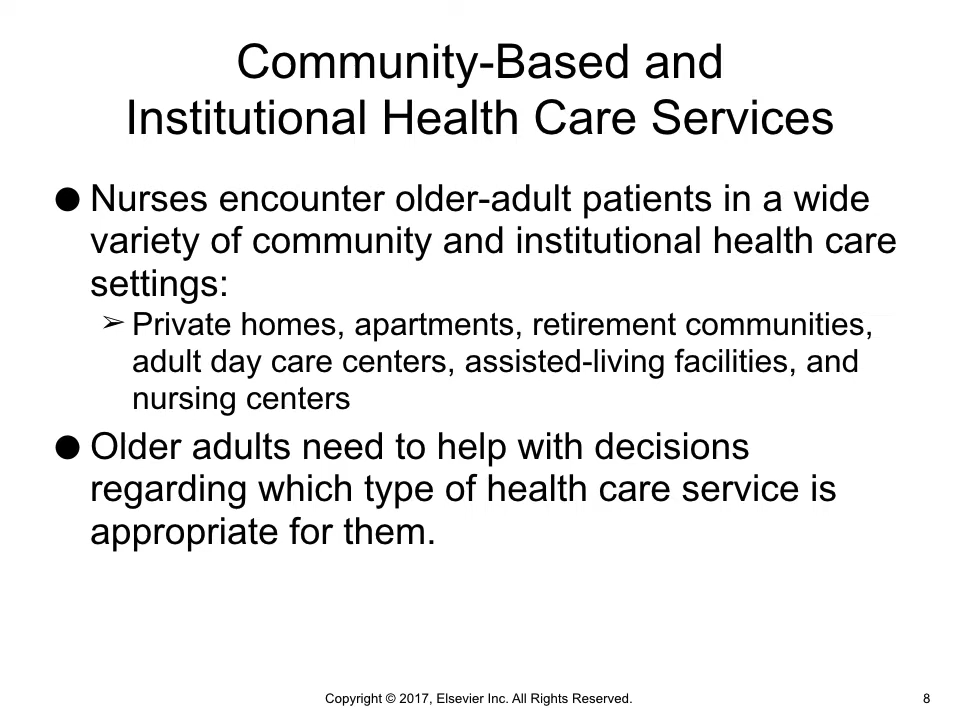 Community-Based and
Institutional Health Care Services
● Nurses encounter older-adult patients in a wide
variety of community and institutional health care
settings:
➢ Private homes, apartments, retirement communities,
adult day care centers, assisted-living facilities, and
nursing centers
● Older adults need to help with decisions
regarding which type of health care service is
appropriate for them.
Copyright © 2017, Elsevier Inc. All Rights Reserved.
8